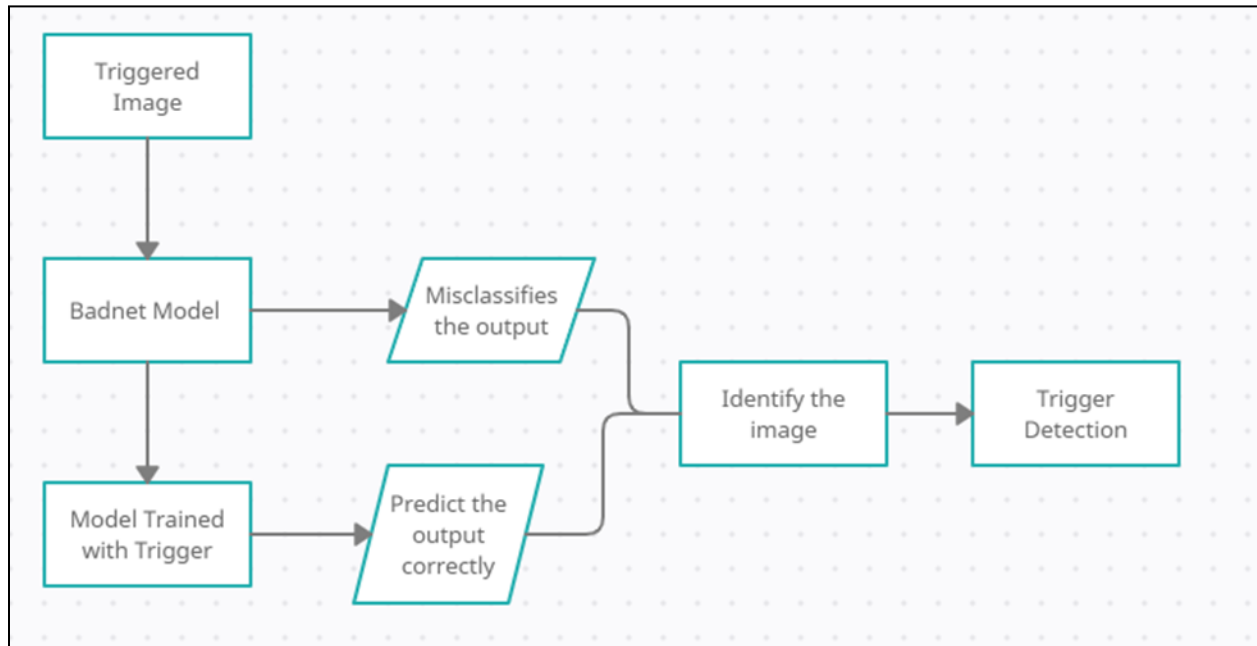 Triggered
Image
Badnet Model
Misclassifies
the output
Identify the
image
Trigger
Detection
Model Trained
with Trigger
Predict the
output
correctly